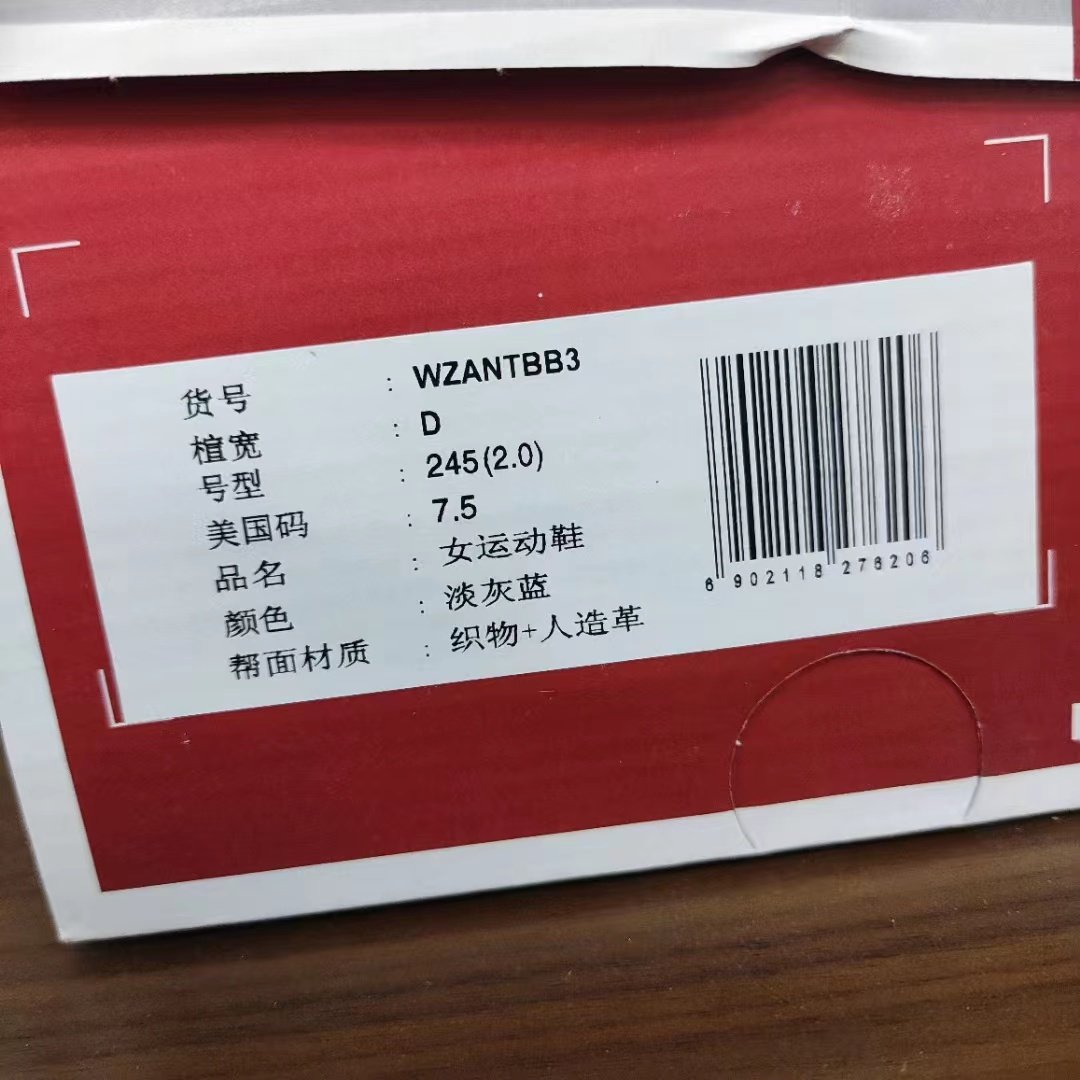 货号 : WZANTBB3
楦宽 : D
号型 : 245(2.0)
美国码 : 7.5
品名 : 女运动鞋
颜色 : 淡灰蓝
帮面材质 : 织物+人造革
6 902118 276206